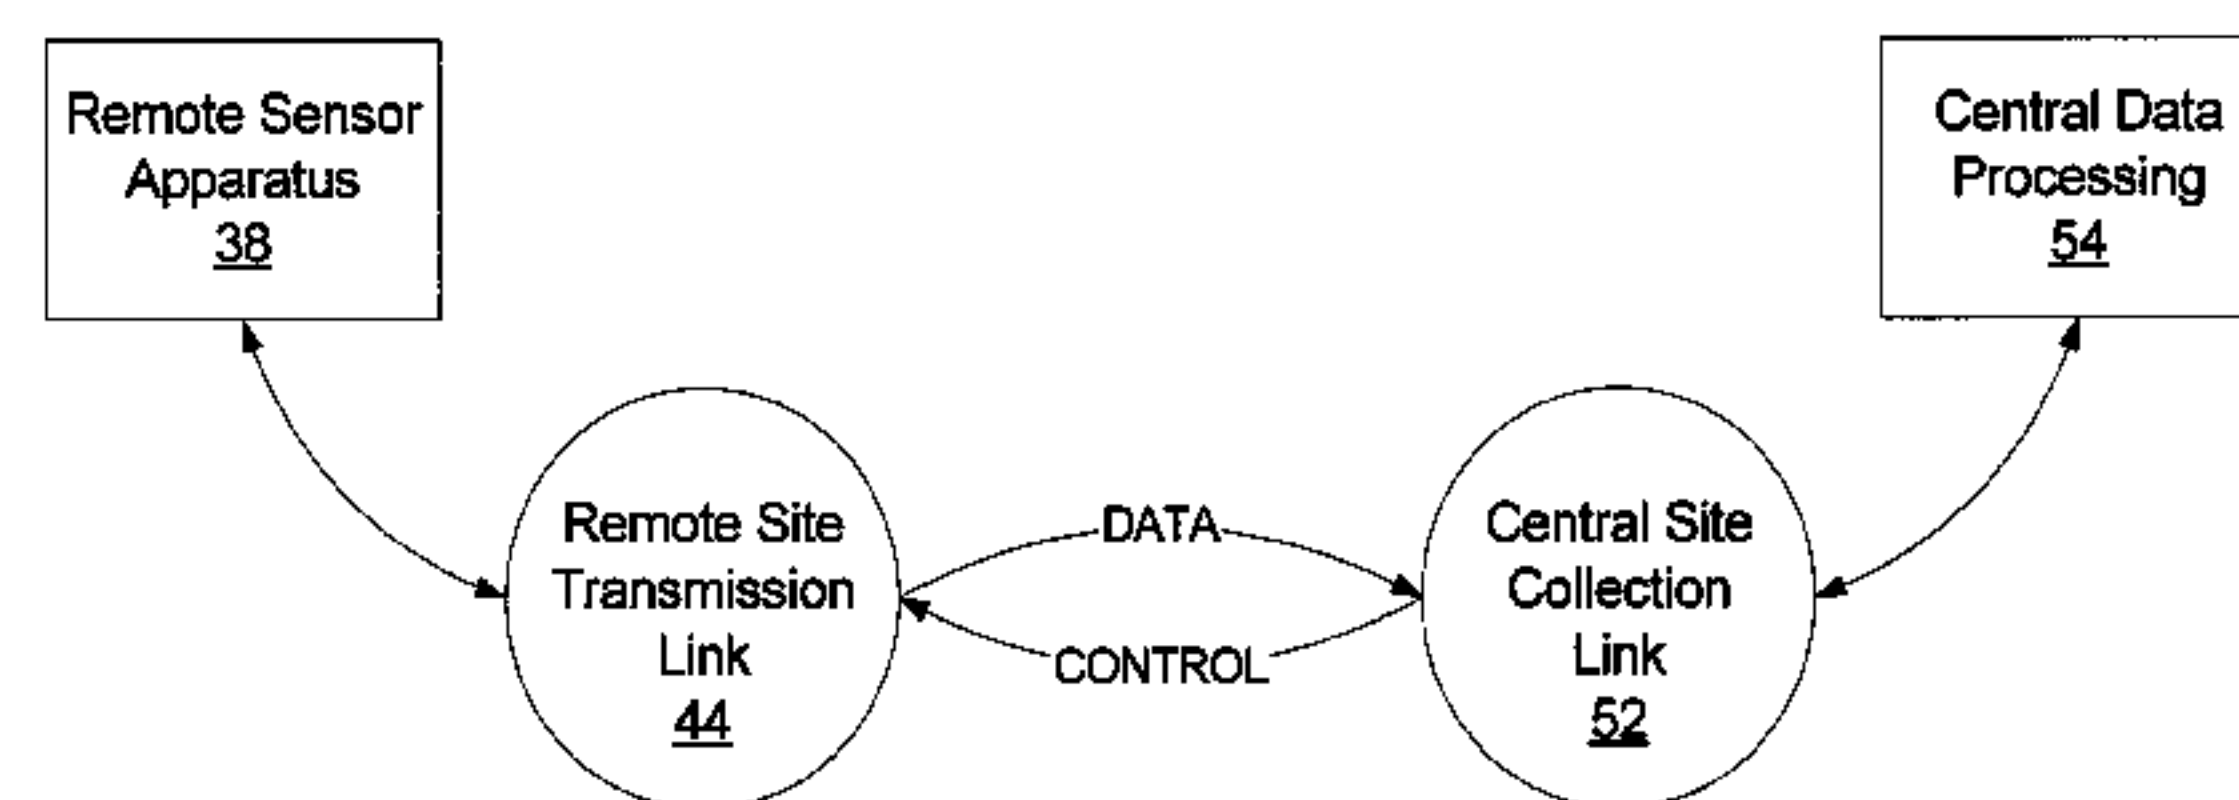 Remote Sensor
Apparatus
38
Central Data
Processing
54
Remote Site
Transmission
Link
44
DATA
CONTROL
Central Site
Collection
Link
52